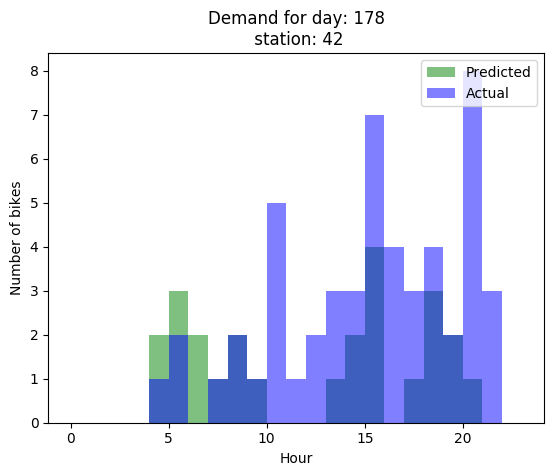 Demand for day: 178
station: 42
Predicted
Actual
8
7
6
5
4
3
2
1
0
Number of bikes
0 5 10 15 20
Hour